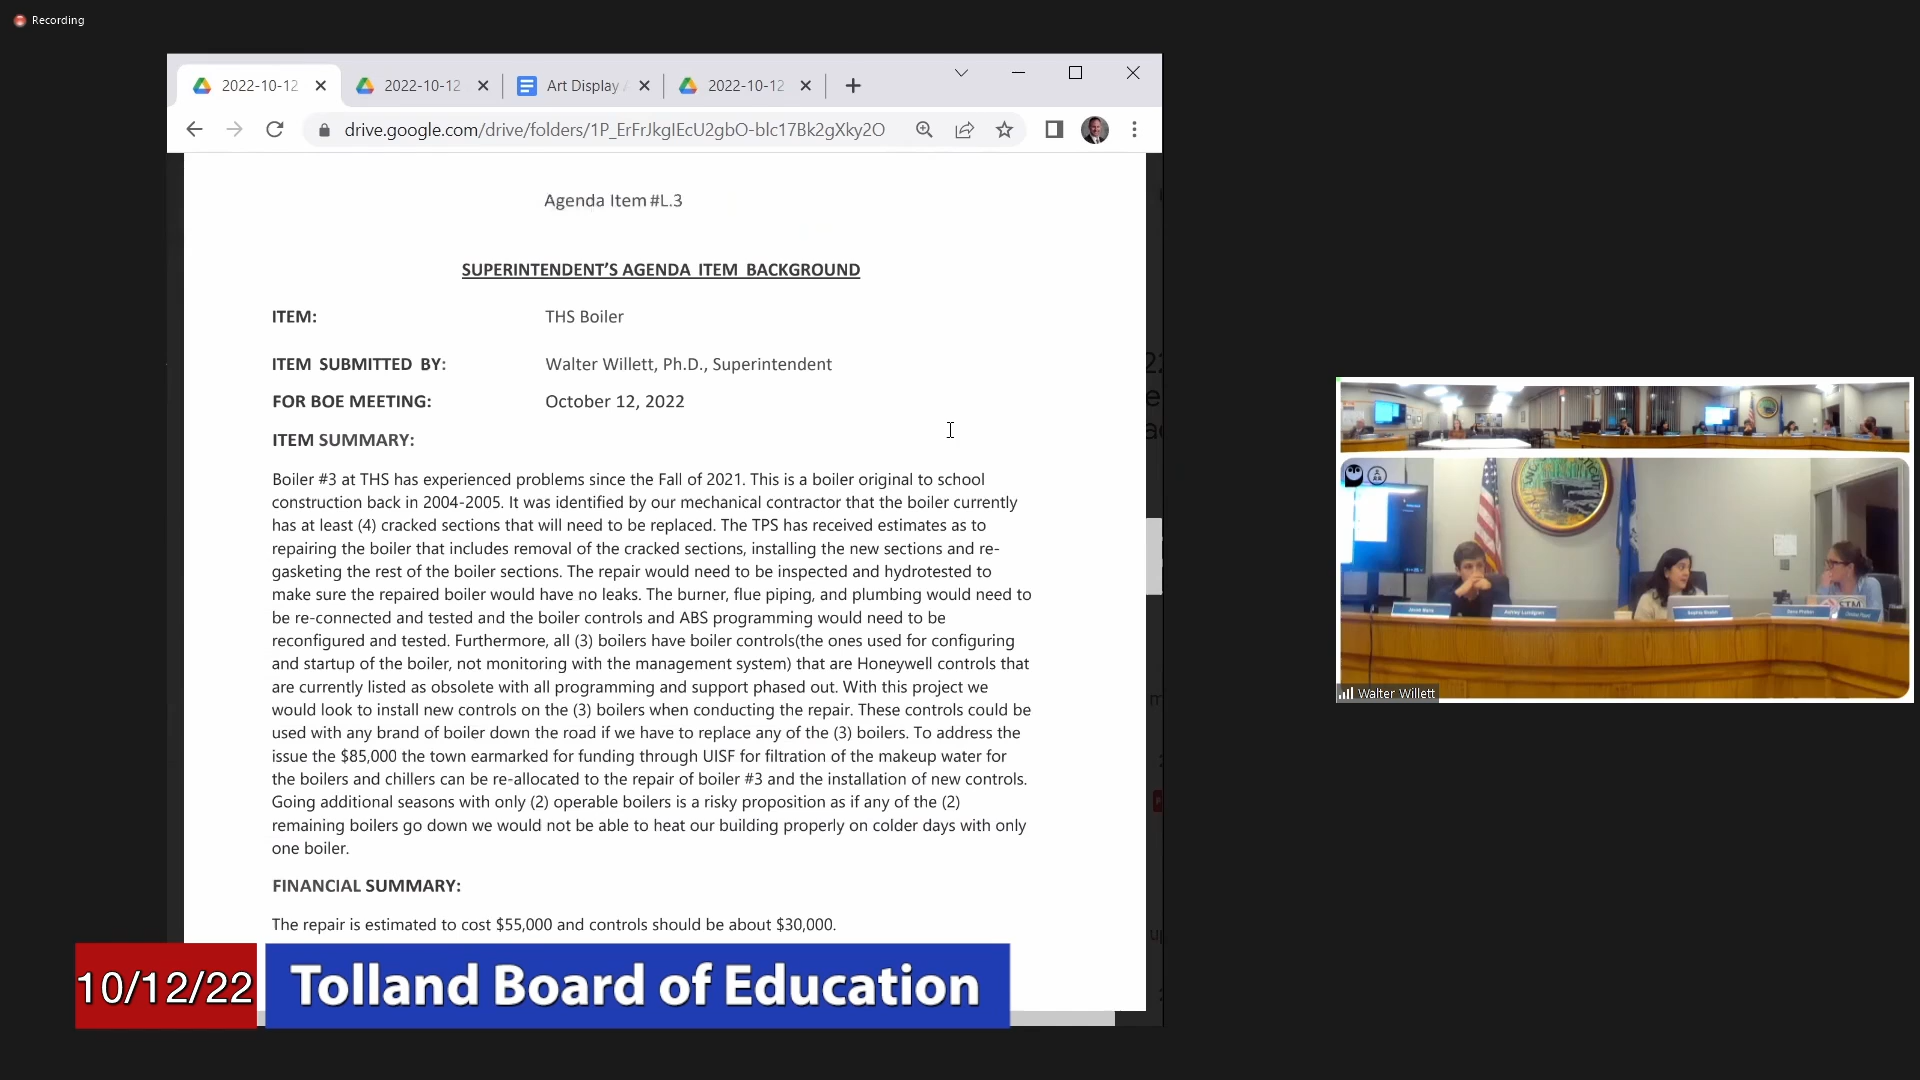 Recording
2022-10-12
2022-10-12
Art Display
2022-10-12
drive.google.com/drive/folders/1P_ErFrJkgIEcU2gbO-blc17Bk2gXky2O
Agenda Item #L.3
SUPERINTENDENT'S AGENDA ITEM BACKGROUND
ITEM: THS Boiler
ITEM SUBMITTED BY: Walter Willett, Ph.D., Superintendent
FOR BOE MEETING: October 12, 2022
ITEM SUMMARY:
Boiler #3 at THS has experienced problems since the Fall of 2021. This is a boiler original to school
construction back in 2004-2005. It was identified by our mechanical contractor that the boiler currently
has at least (4) cracked sections that will need to be replaced. The TPS has received estimates as to
repairing the boiler that includes removal of the cracked sections, installing the new sections and re-
gasketing the rest of the boiler sections. The repair would need to be inspected and hydrotested to
make sure the repaired boiler would have no leaks. The burner, flue piping, and plumbing would need to
be re-connected and tested and the boiler controls and ABS programming would need to be
reconfigured and tested. Furthermore, all (3) boilers have boiler controls(the ones used for configuring
and startup of the boiler, not monitoring with the management system) that are Honeywell controls that
are currently listed as obsolete with all programming and support phased out. With this project we
would look to install new controls on the (3) boilers when conducting the repair. These controls could be
used with any brand of boiler down the road if we have to replace any of the (3) boilers. To address the
issue the $85,000 the town earmarked for funding through UISF for filtration of the makeup water for
the boilers and chillers can be re-allocated to the repair of boiler #3 and the installation of new controls.
Going additional seasons with only (2) operable boilers is a risky proposition as if any of the (2)
remaining boilers go down we would not be able to heat our building properly on colder days with only
one boiler.
FINANCIAL SUMMARY:
The repair is estimated to cost $55,000 and controls should be about $30,000.
10/12/22
Tolland Board of Education
Walter Willett